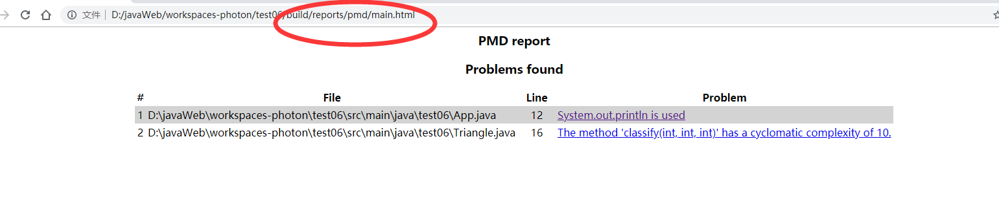 文件 | D:/javaWeb/workspaces-photon/test06/build/reports/pmd/main.html
PMD report
Problems found
# File Line Problem
1 D:\javaWeb\workspaces-photon\test06\src\main\java\test06\App.java 12 System.out.println is used
2 D:\javaWeb\workspaces-photon\test06\src\main\java\test06\Triangle.java 16 The method 'classify(int, int, int)' has a cyclomatic complexity of 10.